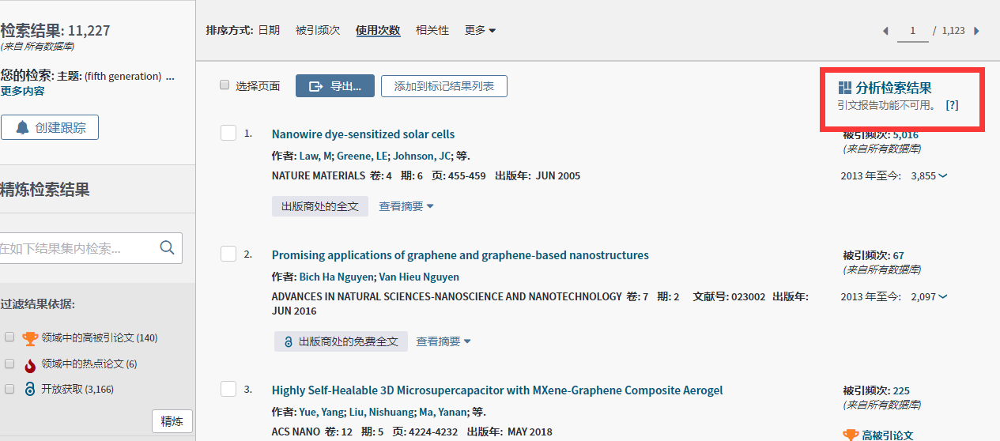 检索结果: 11,227
(来自 所有数据库)
您的检索: 主题: (fifth generation) ...
更多内容
创建跟踪
精炼检索结果
在如下结果集内检索...
过滤结果依据:
领域中的高被引论文 (140)
领域中的热点论文 (6)
开放获取 (3,166)
精炼
排序方式: 日期 被引频次 使用次数 相关性 更多
1 / 1,123
选择页面 导出... 添加到标记结果列表
分析检索结果
引文报告功能不可用。 [?]
1. Nanowire dye-sensitized solar cells
作者: Law, M; Greene, LE; Johnson, JC; 等.
NATURE MATERIALS 卷: 4 期: 6 页: 455-459 出版年: JUN 2005
出版商处的全文 查看摘要
被引频次: 5,016
(来自所有数据库)
2013 年至今: 3,855
2. Promising applications of graphene and graphene-based nanostructures
作者: Bich Ha Nguyen; Van Hieu Nguyen
ADVANCES IN NATURAL SCIENCES-NANOSCIENCE AND NANOTECHNOLOGY 卷: 7 期: 2 文献号: 023002 出版年:
JUN 2016
出版商处的免费全文 查看摘要
被引频次: 67
(来自所有数据库)
2013 年至今: 2,097
3. Highly Self-Healable 3D Microsupercapacitor with MXene-Graphene Composite Aerogel
作者: Yue, Yang; Liu, Nishuang; Ma, Yanan; 等.
ACS NANO 卷: 12 期: 5 页: 4224-4232 出版年: MAY 2018
被引频次: 225
(来自所有数据库)
高被引论文